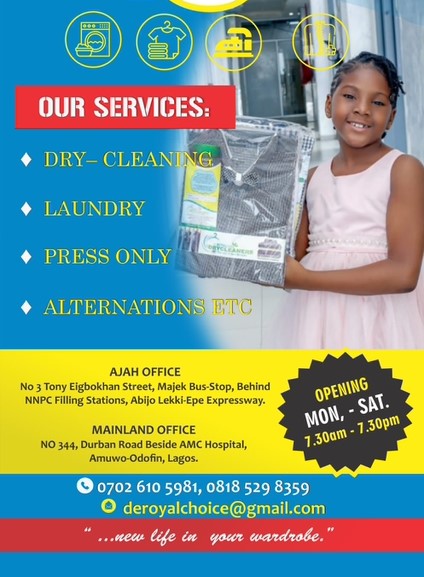 OUR SERVICES:
DRY– CLEANING
LAUNDRY
PRESS ONLY
ALTERNATIONS ETC
DRYCLEANERS
AJAH OFFICE
No 3 Tony Eigbokhan Street, Majek Bus-Stop, Behind
NNPC Filling Stations, Abijo Lekki-Epe Expressway.
MAINLAND OFFICE
NO 344, Durban Road Beside AMC Hospital,
Amuwo-Odofin, Lagos.
OPENING
MON, - SAT.
7.30am - 7.30pm
0702 610 5981, 0818 529 8359
deroyalchoice@gmail.com
“ ...new life in your wardrobe.”